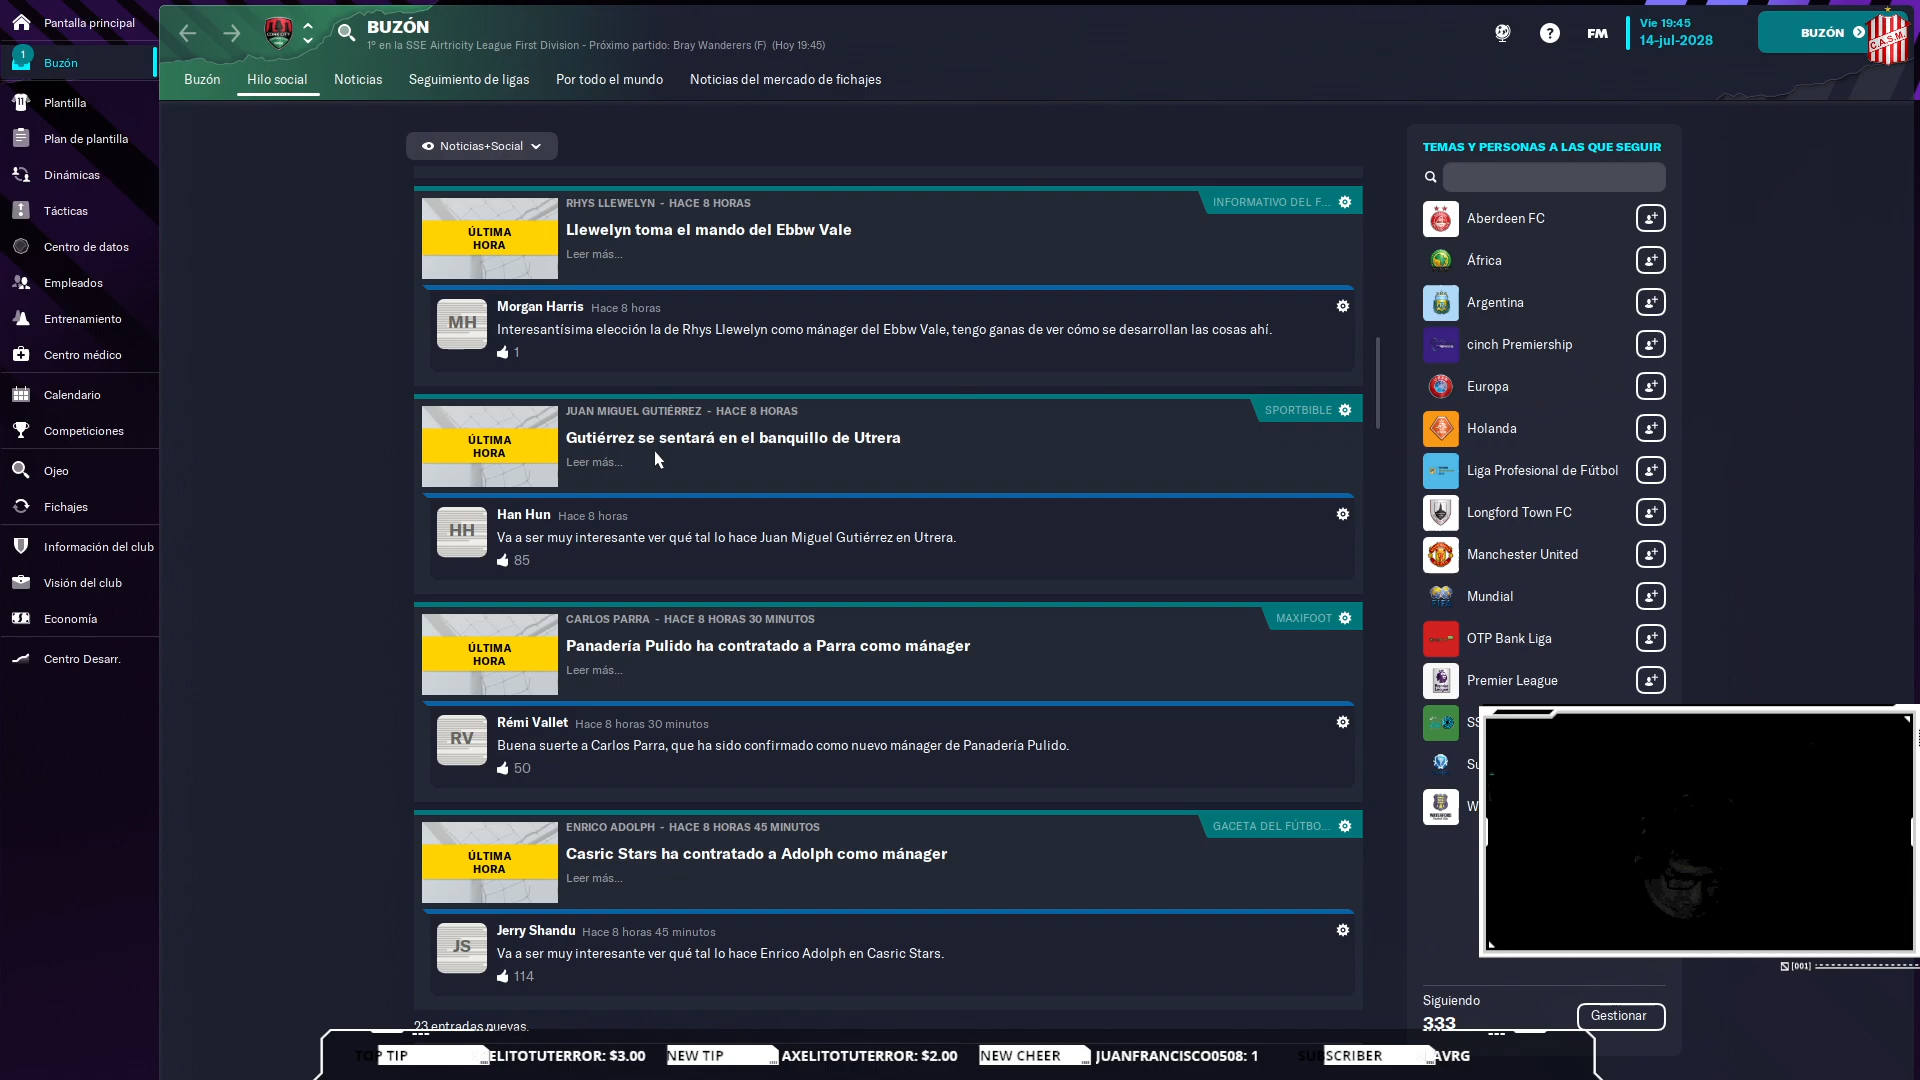 Pantalla principal
1
Buzón
Plantilla
Plan de plantilla
Dinámicas
Tácticas
Centro de datos
Empleados
Entrenamiento
Centro médico
Calendario
Competiciones
Ojeo
Fichajes
Información del club
Visión del club
Economía
Centro Desarr.
BUZÓN
1º en la SSE Airtricity League First Division - Próximo partido: Bray Wanderers (F) (Hoy 19:45)
FM
Vie 19:45
14-jul-2028
BUZÓN
C.A.S.M.
Buzón
Hilo social
Noticias
Seguimiento de ligas
Por todo el mundo
Noticias del mercado de fichajes
Noticias+Social
RHYS LLEWELYN - HACE 8 HORAS
INFORMATIVO DEL F...
ÚLTIMA
HORA
Llewelyn toma el mando del Ebbw Vale
Leer más...
MH
Morgan Harris Hace 8 horas
Interesantísima elección la de Rhys Llewelyn como mánager del Ebbw Vale, tengo ganas de ver cómo se desarrollan las cosas ahí.
1
JUAN MIGUEL GUTIÉRREZ - HACE 8 HORAS
SPORTBIBLE
ÚLTIMA
HORA
Gutiérrez se sentará en el banquillo de Utrera
Leer más...
HH
Han Hun Hace 8 horas
Va a ser muy interesante ver qué tal lo hace Juan Miguel Gutiérrez en Utrera.
85
CARLOS PARRA - HACE 8 HORAS 30 MINUTOS
MAXIFOOT
ÚLTIMA
HORA
Panadería Pulido ha contratado a Parra como mánager
Leer más...
RV
Rémi Vallet Hace 8 horas 30 minutos
Buena suerte a Carlos Parra, que ha sido confirmado como nuevo mánager de Panadería Pulido.
50
ENRICO ADOLPH - HACE 8 HORAS 45 MINUTOS
GACETA DEL FÚTBO...
ÚLTIMA
HORA
Casric Stars ha contratado a Adolph como mánager
Leer más...
JS
Jerry Shandu Hace 8 horas 45 minutos
Va a ser muy interesante ver qué tal lo hace Enrico Adolph en Casric Stars.
114
23 entradas nuevas.
TEMAS Y PERSONAS A LAS QUE SEGUIR
Aberdeen FC
África
Argentina
cinch Premiership
Europa
Holanda
Liga Profesional de Fútbol
Longford Town FC
Manchester United
Mundial
OTP Bank Liga
Premier League
SS
Su
W
[001]
Siguiendo
333
Gestionar
TOP TIP
ELITOTUTERROR: $3.00
NEW TIP
AXELITOTUTERROR: $2.00
NEW CHEER
JUANFRANCISCO0508: 1
SUBSCRIBER
AVRG